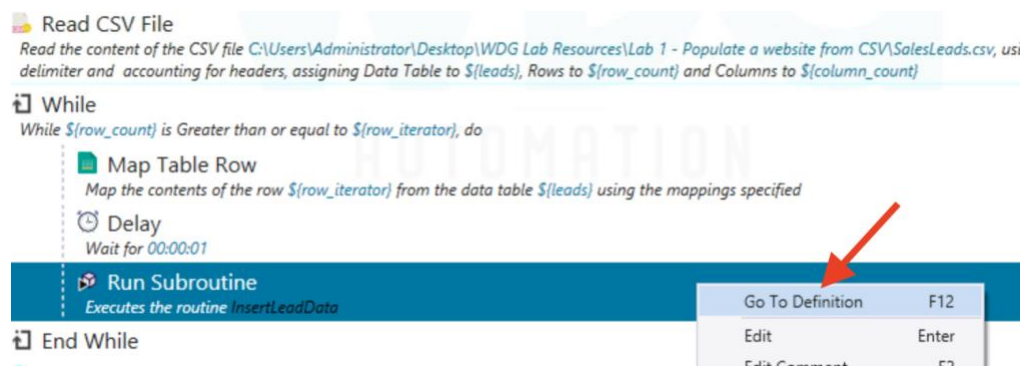 Read CSV File
Read the content of the CSV file C:\Users\Administrator\Desktop\WDG Lab Resources\Lab 1 - Populate a website from CSV\SalesLeads.csv,
delimiter and accounting for headers, assigning Data Table to ${leads}, Rows to ${row_count} and Columns to ${column_count}
While
While ${row_count} is Greater than or equal to ${row_iterator}, do
AUTOMATION
Map Table Row
Map the contents of the row ${row_iterator} from the data table ${leads} using the mappings specified
Delay
Wait for 00:00:01
Run Subroutine
Executes the routine InsertLeadData
Go To Definition F12
Edit Enter
Edit Comment F2
End While